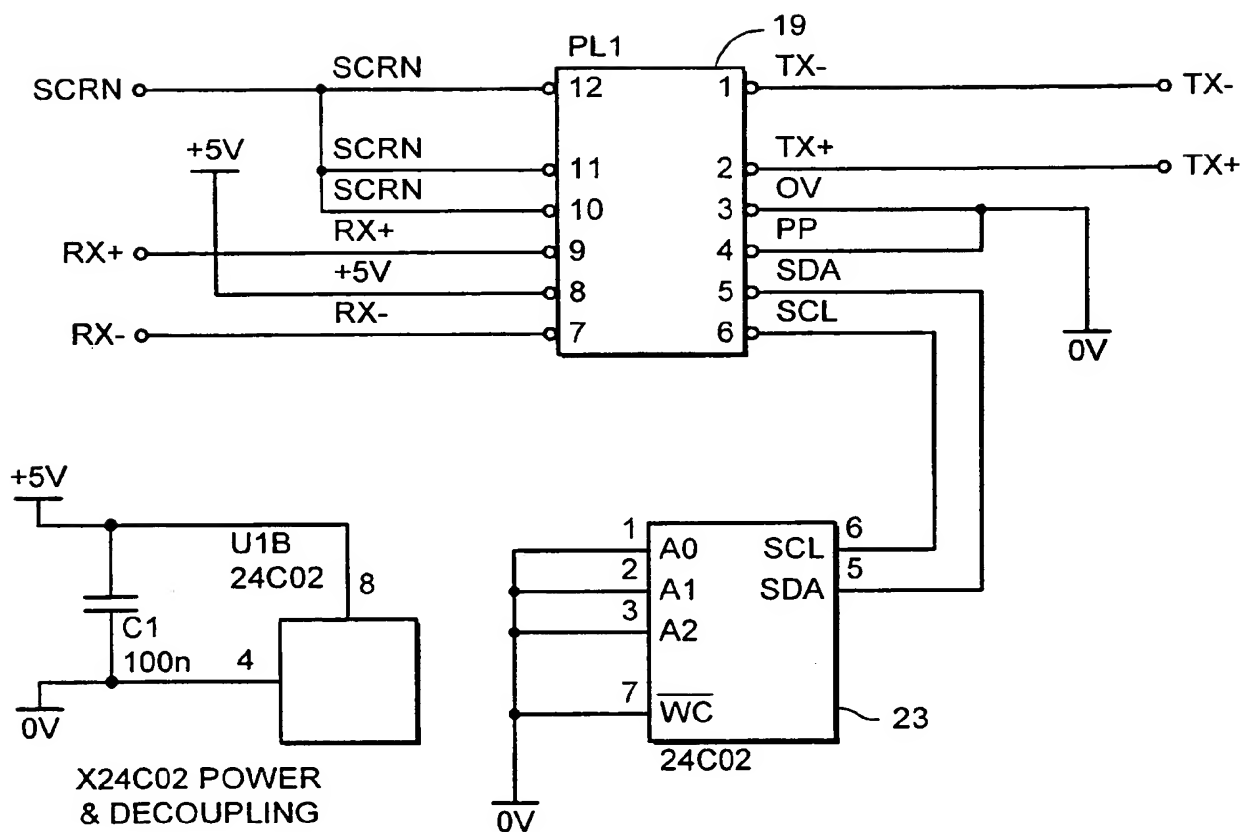 19
PL1
SCRN SCRN 12 1 TX- TX-
+5V SCRN 11 2 TX+ TX+
SCRN 10 3 OV
RX+ RX+ 9 4 PP
+5V 8 5 SDA
RX- RX- 7 6 SCL
0V
+5V
U1B
24C02
8
C1
100n
4
0V
X24C02 POWER
& DECOUPLING
1 A0 SCL 6
2 A1 SDA 5
3 A2
7 WC
23
24C02
0V